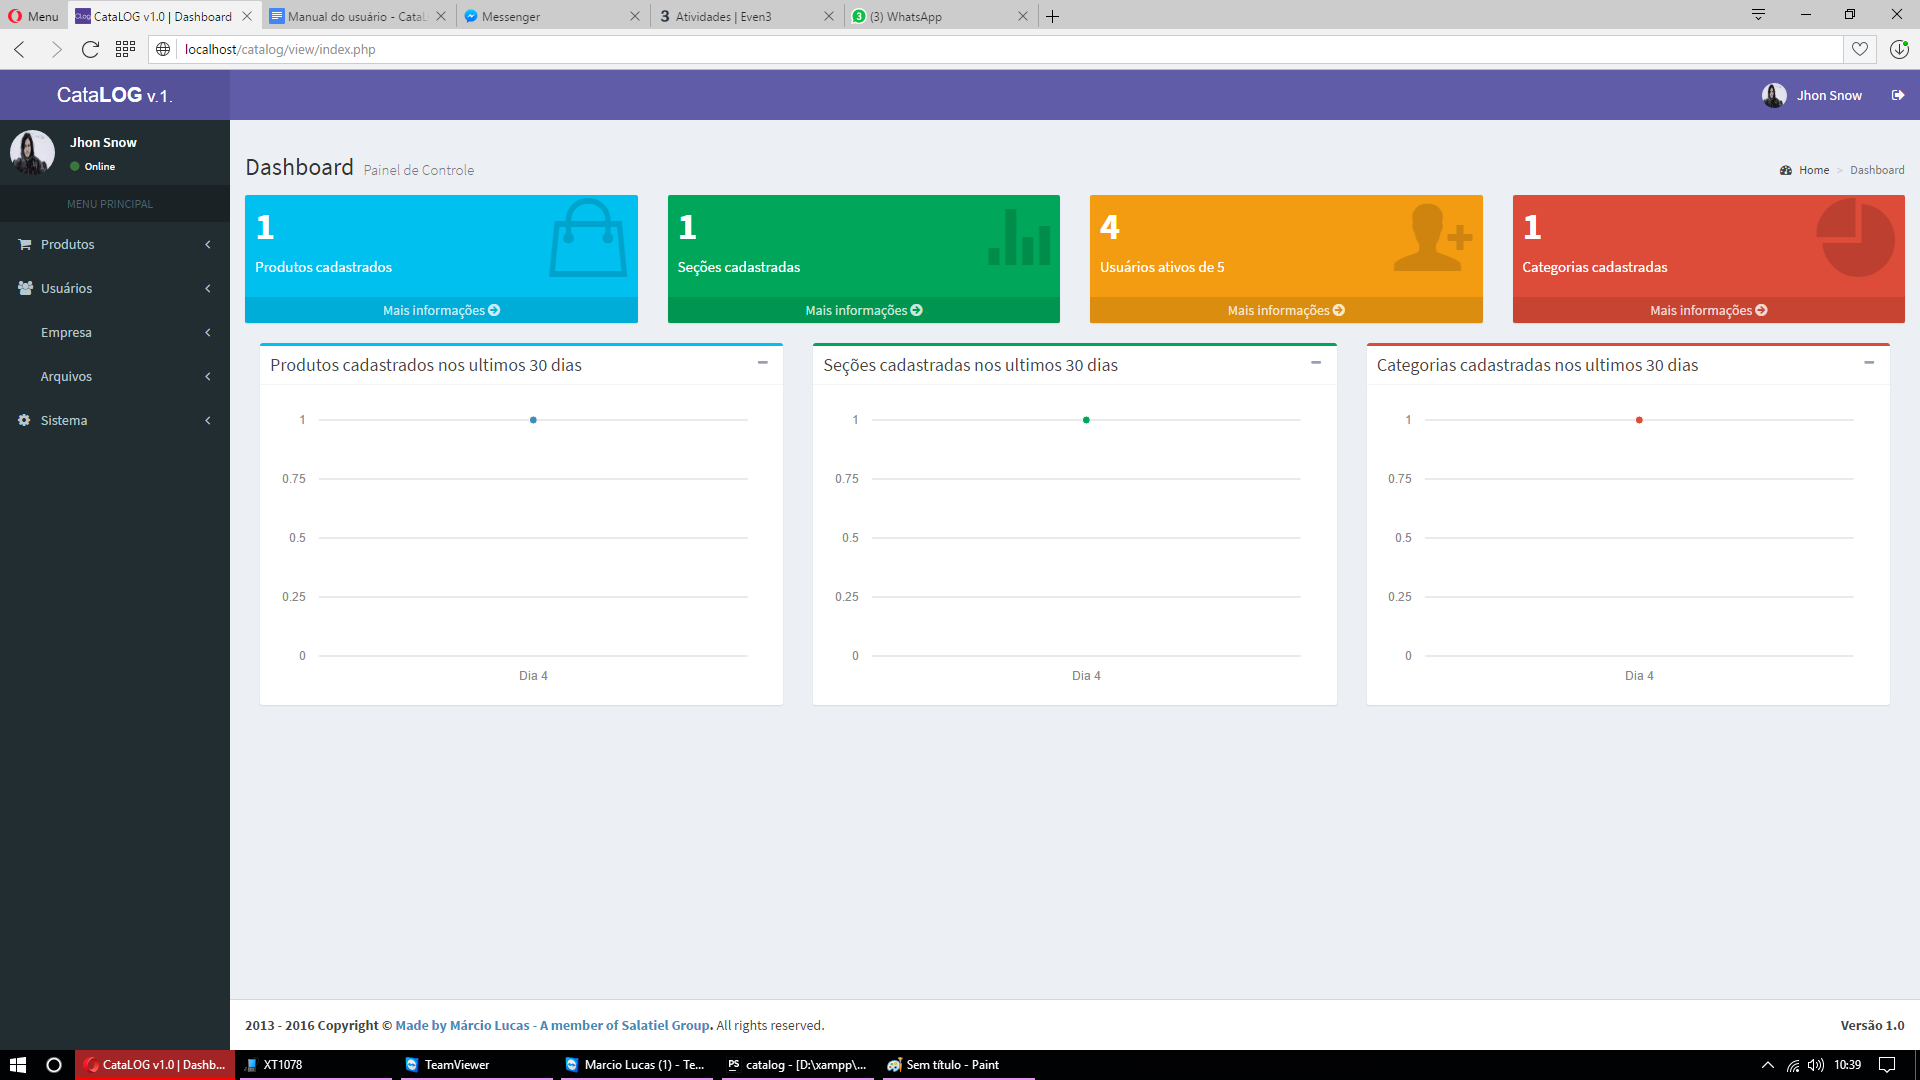 Menu
CataLOG v1.0 | Dashboard
Manual do usuário - CataL
Messenger
3 Atividades | Even3
3 (3) WhatsApp
localhost/catalog/view/index.php
CataLOG v.1.
Jhon Snow
Jhon Snow
Online
MENU PRINCIPAL
Produtos
Usuários
Empresa
Arquivos
Sistema
Dashboard Painel de Controle
Home > Dashboard
1
Produtos cadastrados
Mais informações
1
Seções cadastradas
Mais informações
4
Usuários ativos de 5
Mais informações
1
Categorias cadastradas
Mais informações
Produtos cadastrados nos ultimos 30 dias
1
0.75
0.5
0.25
0
Dia 4
Seções cadastradas nos ultimos 30 dias
1
0.75
0.5
0.25
0
Dia 4
Categorias cadastradas nos ultimos 30 dias
1
0.75
0.5
0.25
0
Dia 4
2013 - 2016 Copyright © Made by Márcio Lucas - A member of Salatiel Group. All rights reserved.
Versão 1.0
CataLOG v1.0 | Dashb...
XT1078
TeamViewer
Marcio Lucas (1) - Te...
PS catalog - [D:\xampp\...
Sem título - Paint
10:39